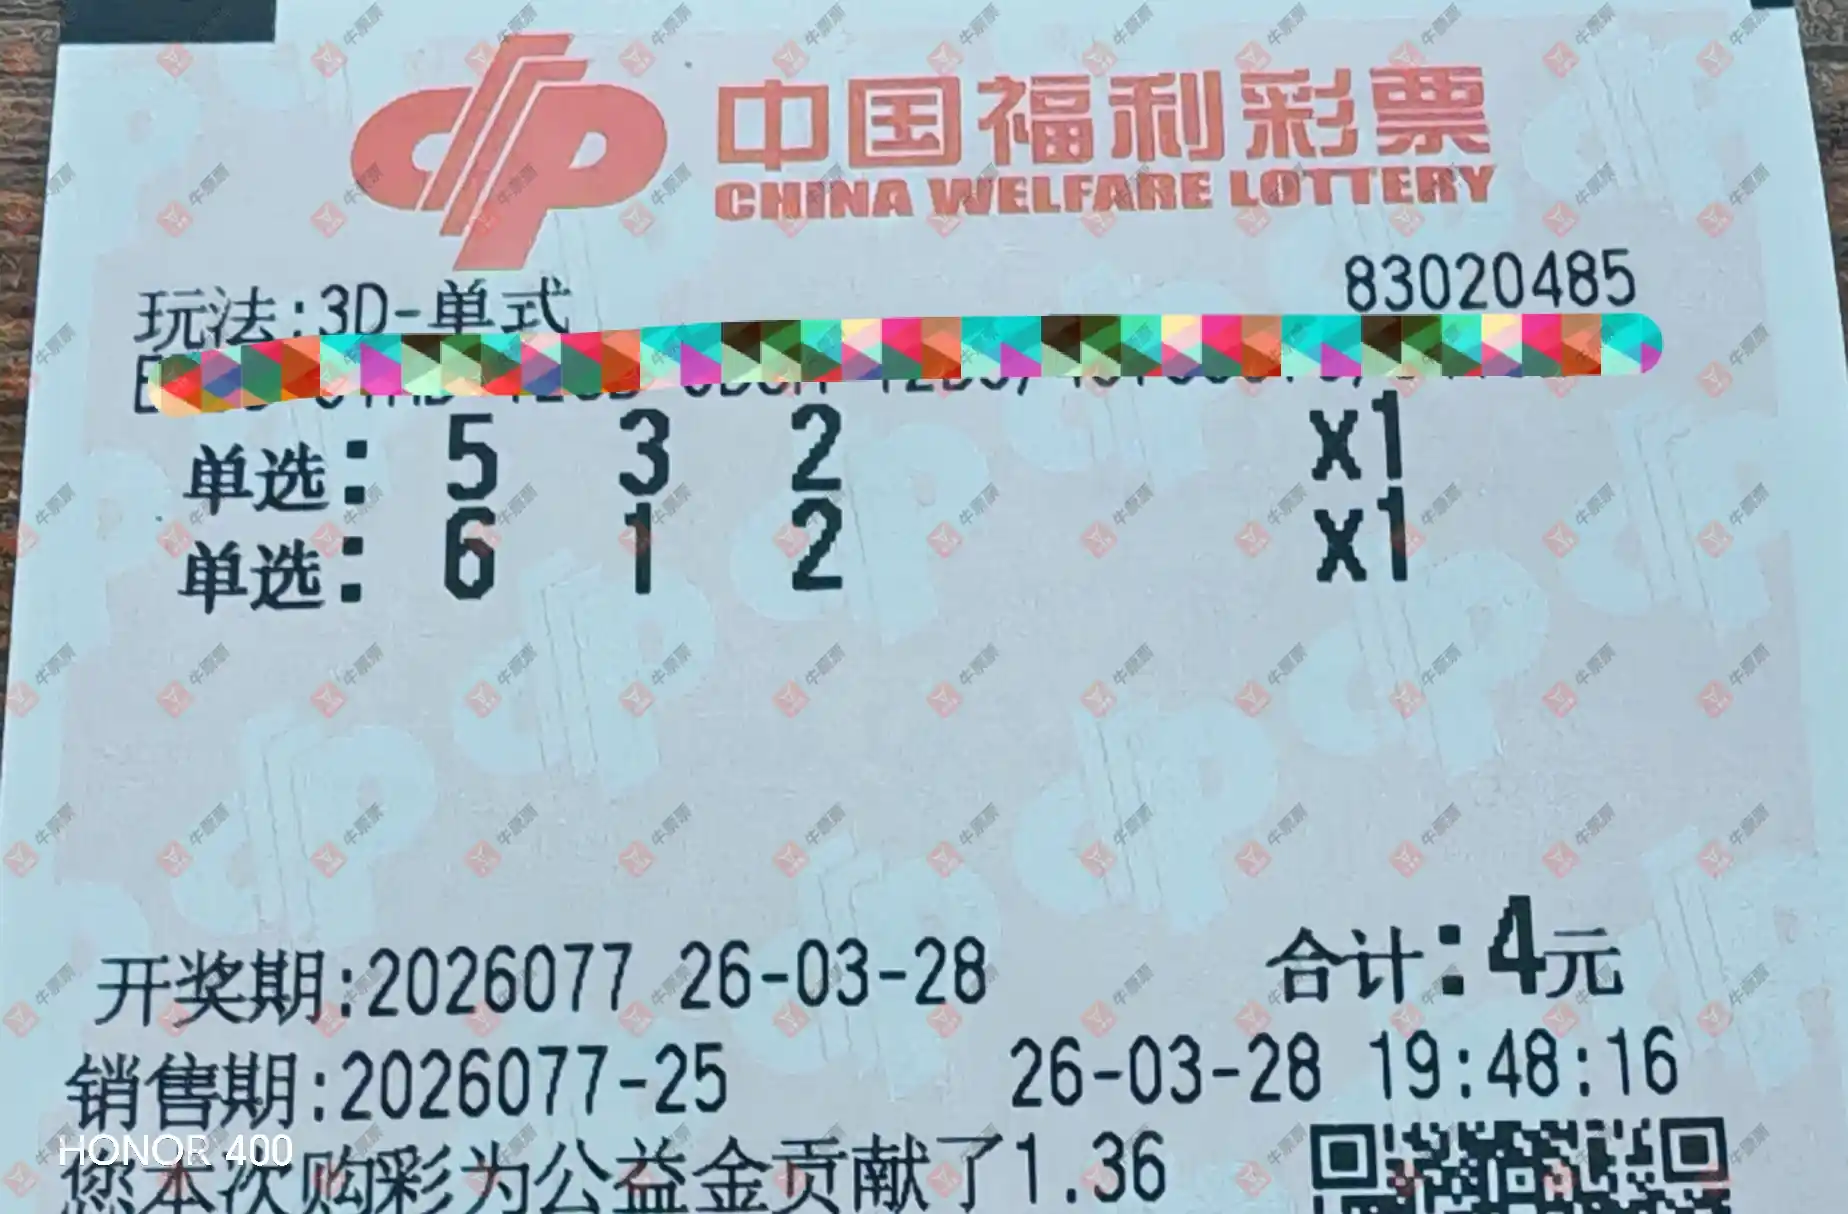 中国福利彩票
CHINA WELFARE LOTTERY
玩法:3D-单式 83020485
单选: 5 3 2 x1
单选: 6 1 2 x1
开奖期:2026077 26-03-28 合计:4元
销售期:2026077-25 26-03-28 19:48:16
您本次购彩为公益金贡献了1.36
HONOR 400